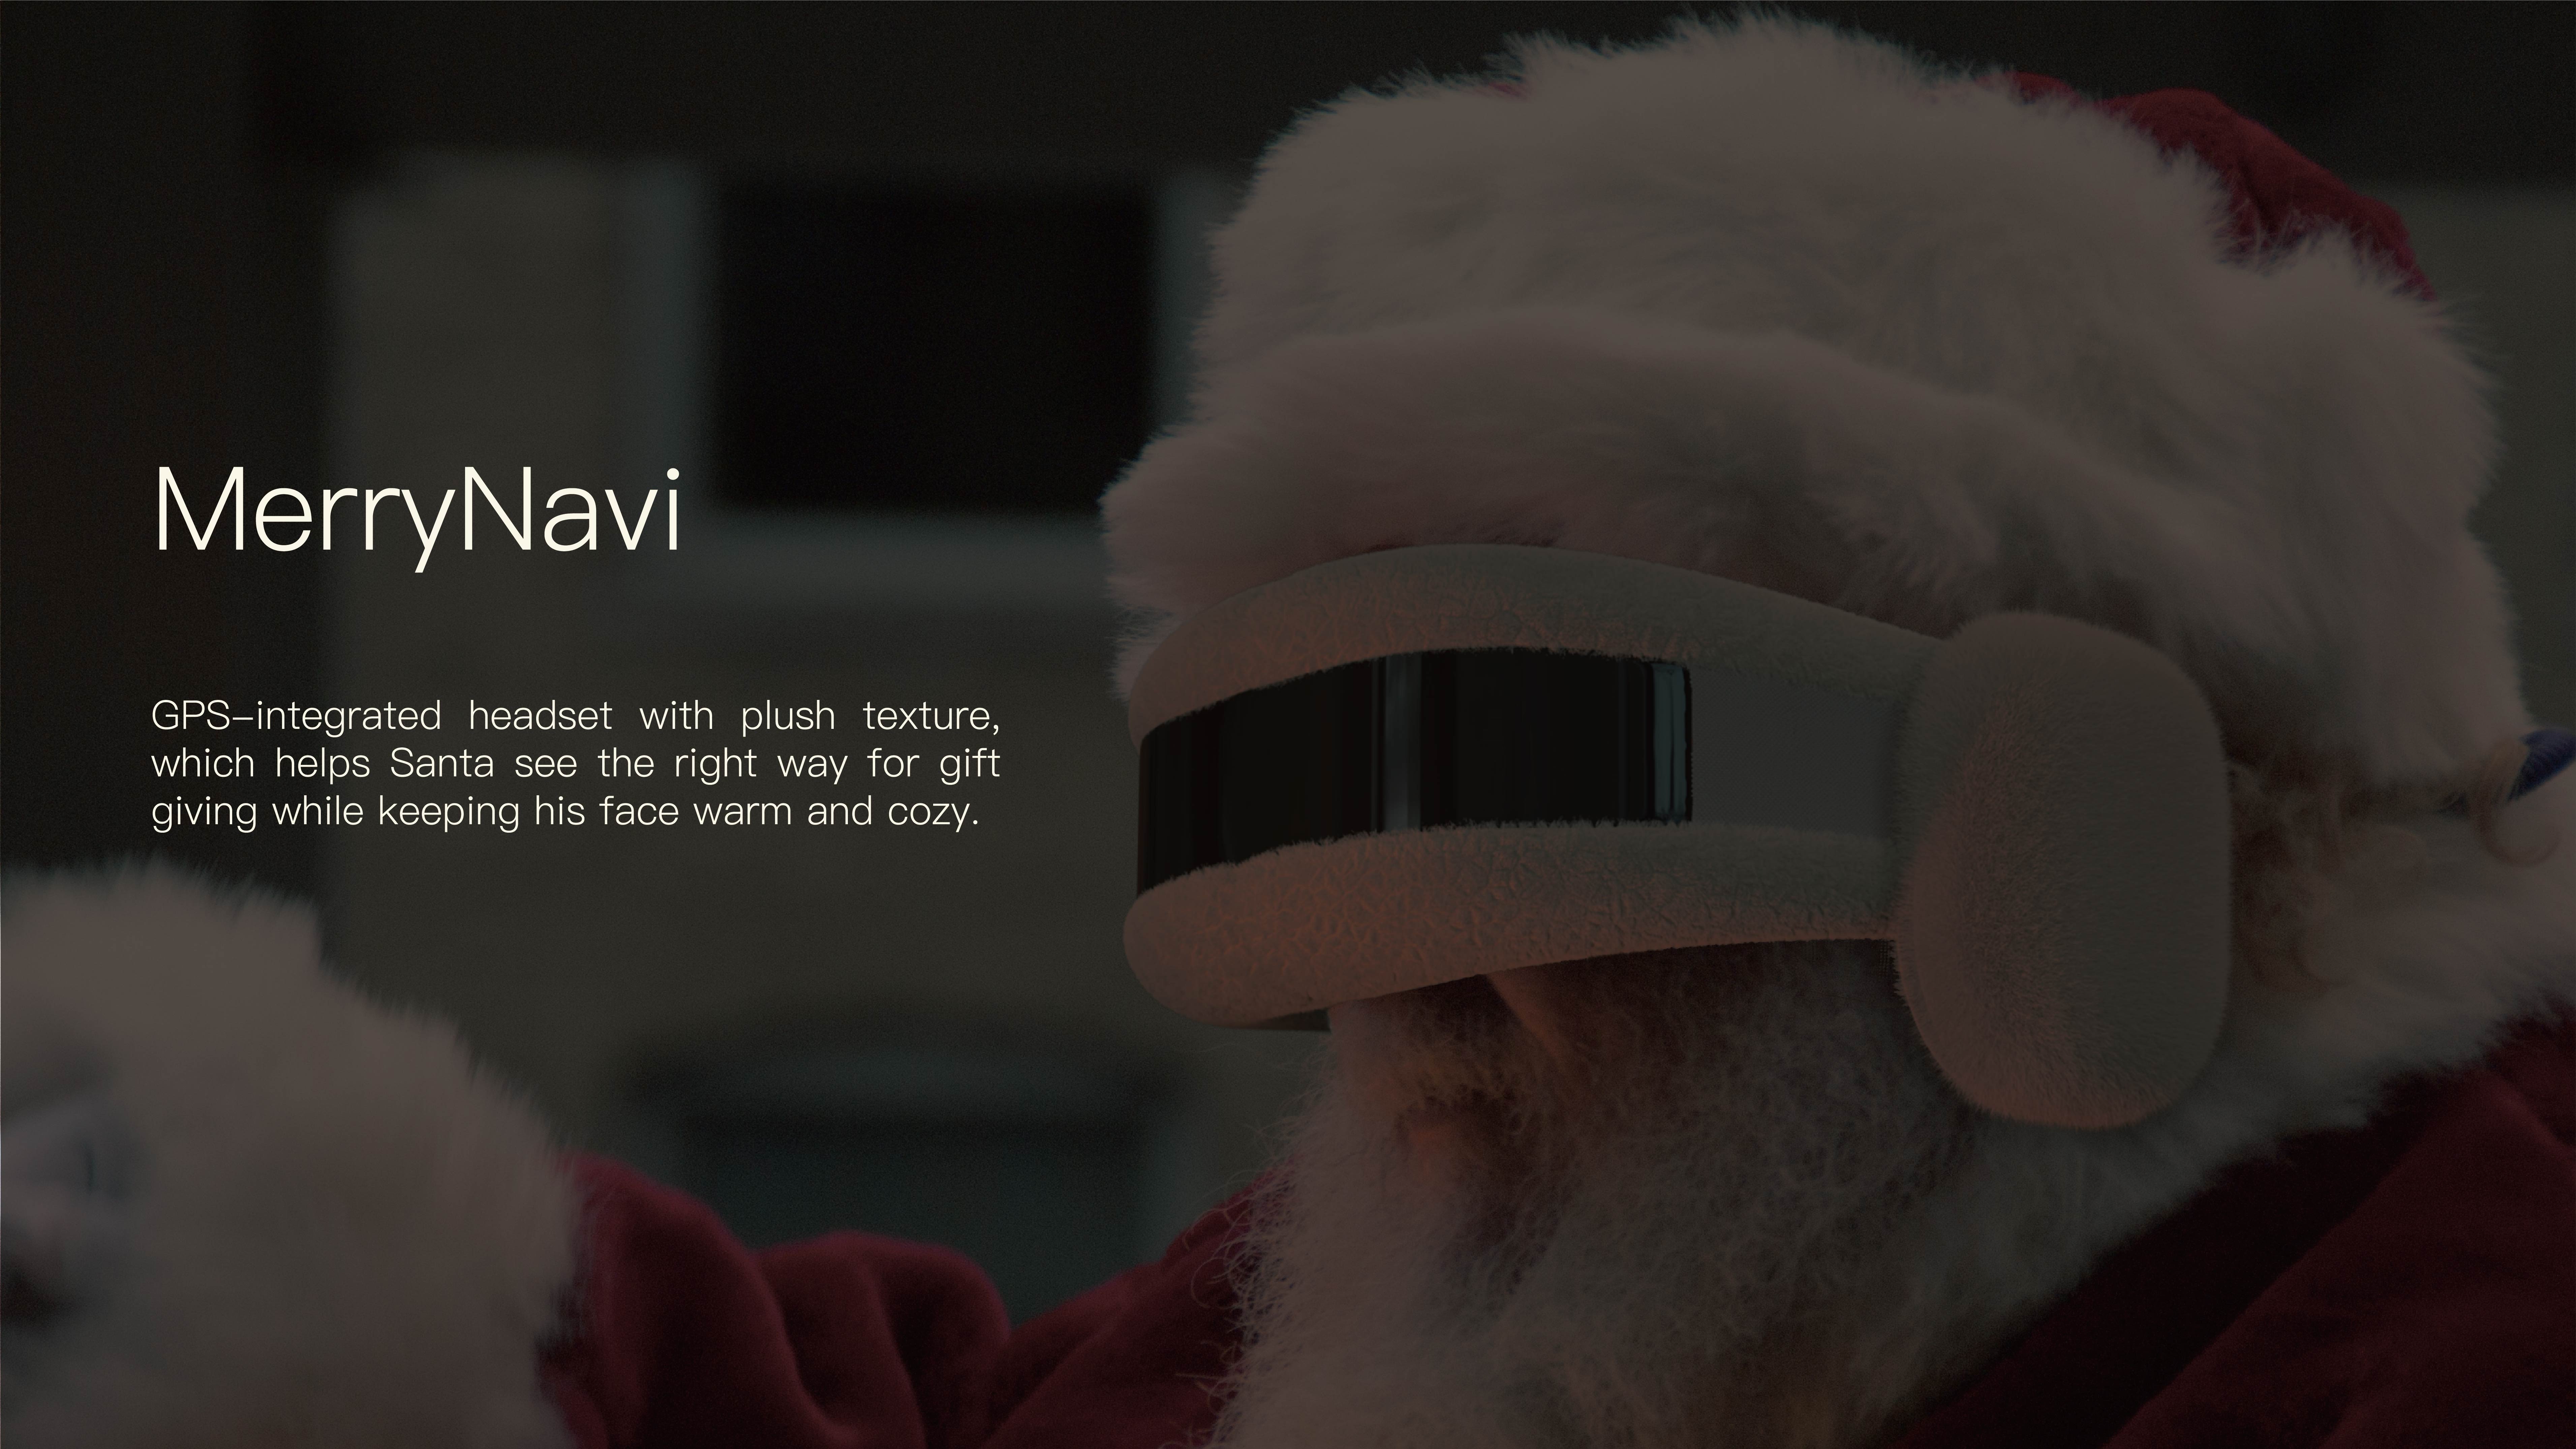 MerryNavi
GPS–integrated headset with plush texture,
which helps Santa see the right way for gift
giving while keeping his face warm and cozy.